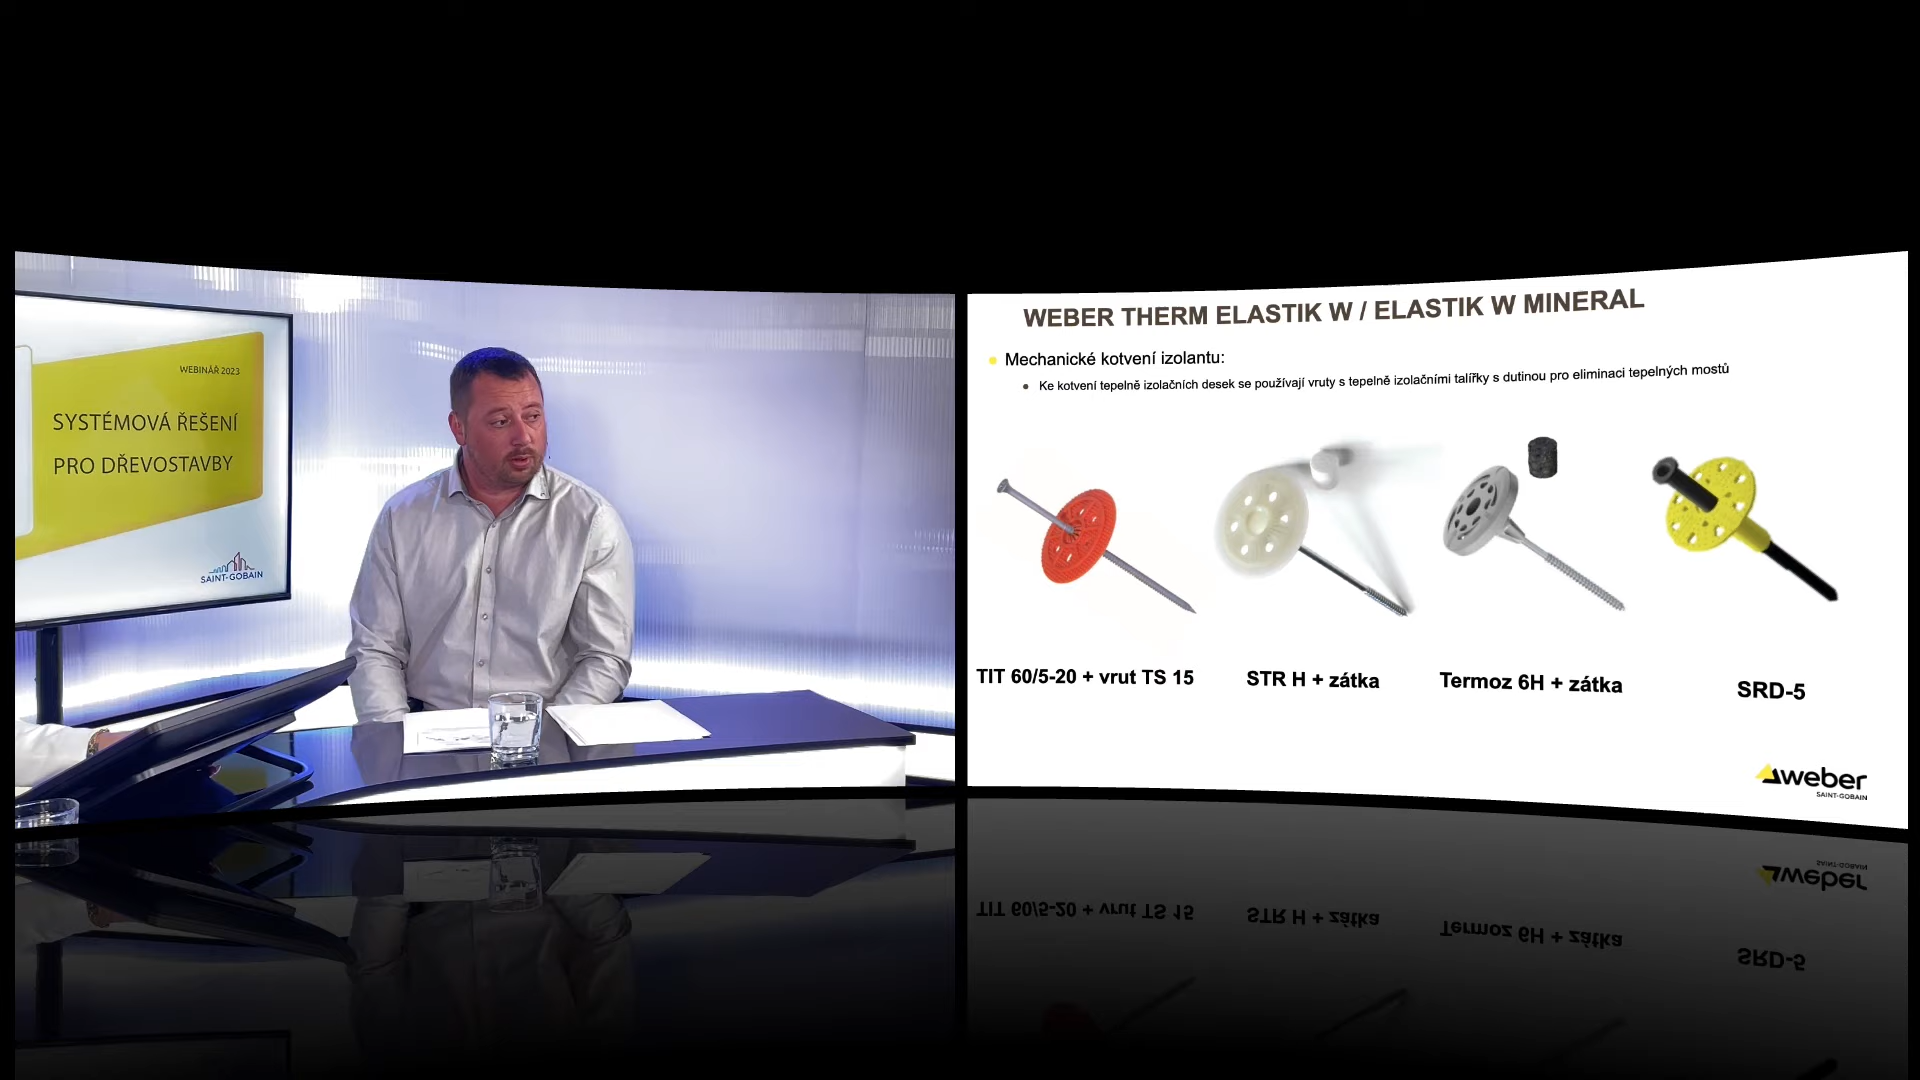 WEBINÁŘ 2023
SYSTÉMOVÁ ŘEŠENÍ
PRO DŘEVOSTAVBY
SAINT-GOBAIN
WEBER THERM ELASTIK W / ELASTIK W MINERAL
Mechanické kotvení izolantu:
Ke kotvení tepelně izolačních desek se používají vruty s tepelně izolačními talířky s dutinou pro eliminaci tepelných mostů
TIT 60/5-20 + vrut TS 15
STR H + zátka
Termoz 6H + zátka
SRD-5
weber
SAINT-GOBAIN